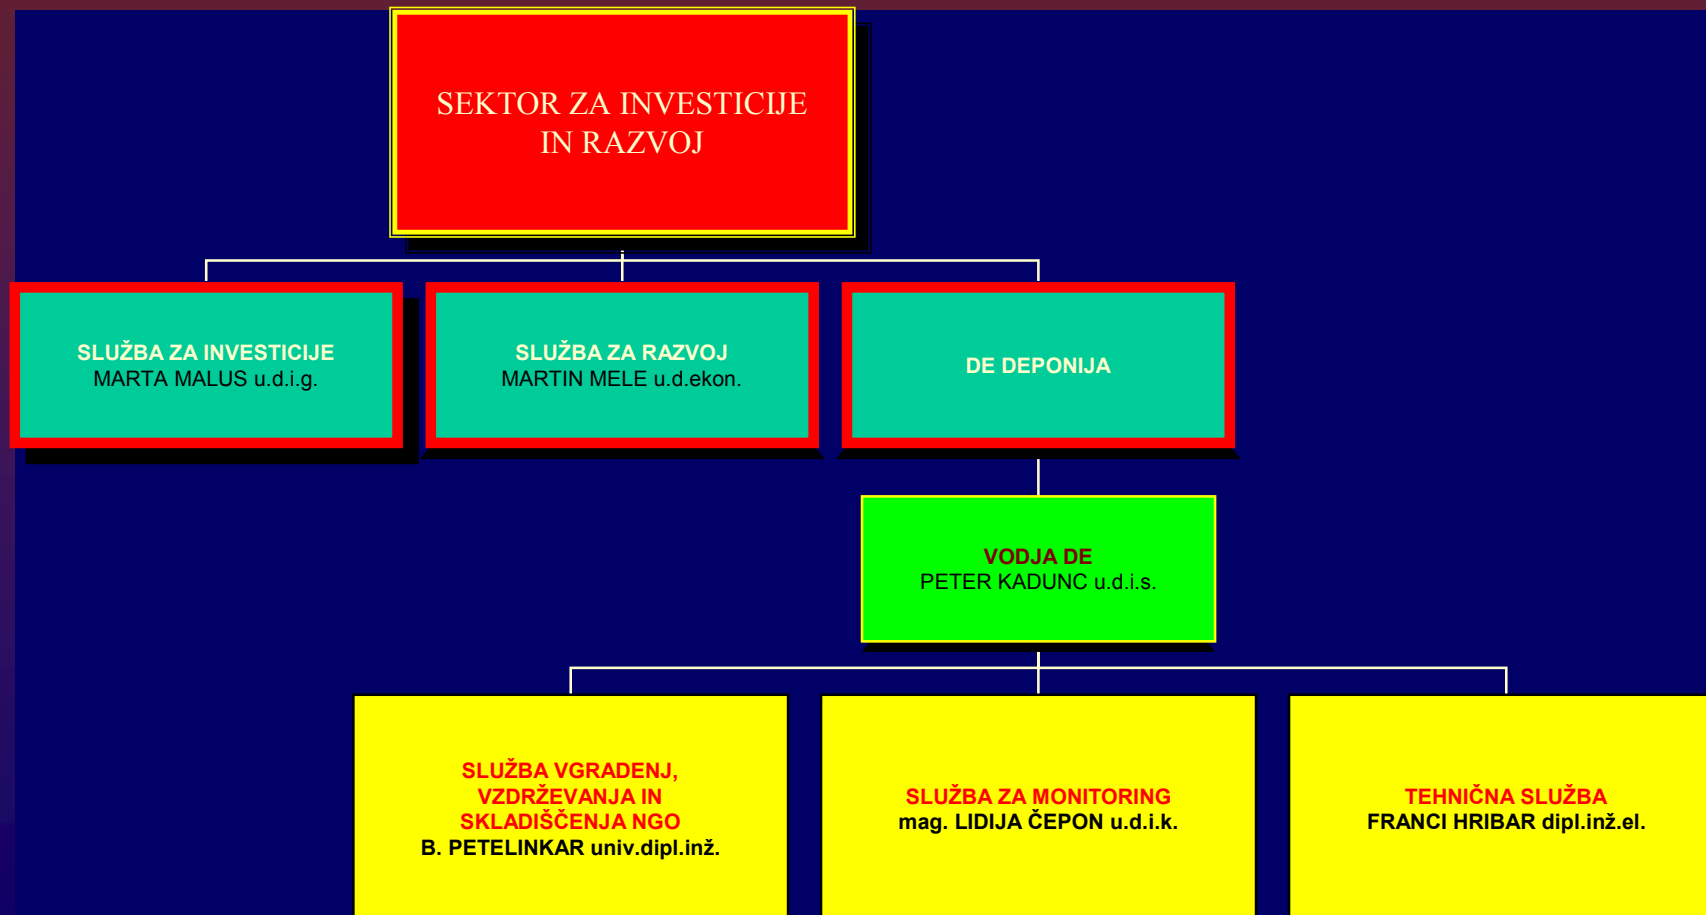 SEKTOR ZA INVESTICIJE
IN RAZVOJ
SLUŽBA ZA INVESTICIJE
MARTA MALUS u.d.i.g.
SLUŽBA ZA RAZVOJ
MARTIN MELE u.d.ekon.
DE DEPONIJA
VODJA DE
PETER KADUNC u.d.i.s.
SLUŽBA VGRADENJ,
VZDRŽEVANJA IN
SKLADIŠČENJA NGO
B. PETELINKAR univ.dipl.inž.
SLUŽBA ZA MONITORING
mag. LIDIJA ČEPON u.d.i.k.
TEHNIČNA SLUŽBA
FRANCI HRIBAR dipl.inž.el.